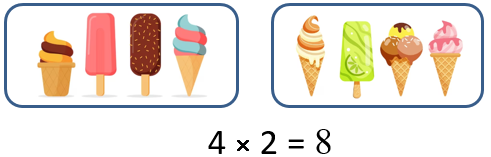 4 × 2 = 8